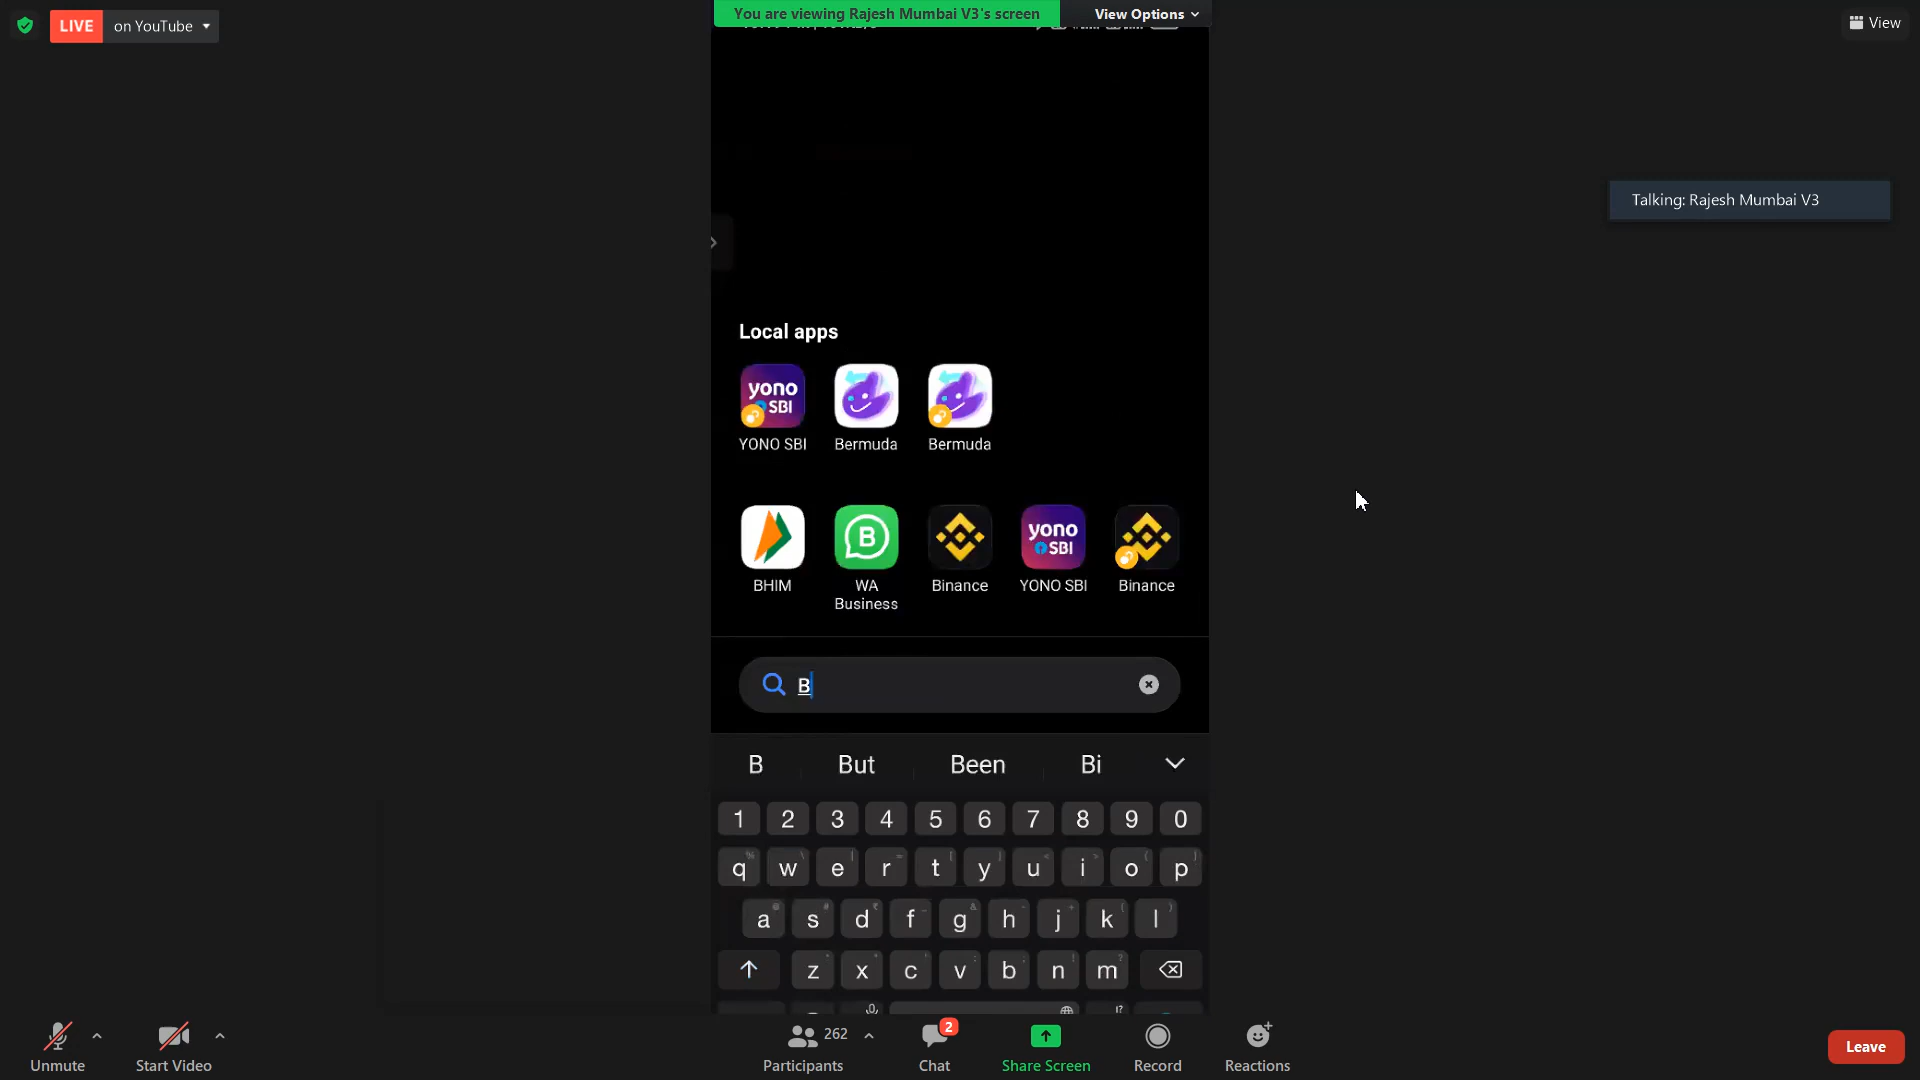 LIVE on YouTube
You are viewing Rajesh Mumbai V3's screen
View Options
View
Talking: Rajesh Mumbai V3
Local apps
yono SBI
YONO SBI
Bermuda
Bermuda
BHIM
B
WA Business
Binance
yono SBI
YONO SBI
Binance
B
B But Been Bi
1 2 3 4 5 6 7 8 9 0
q w e r t y u i o p
a s d f g h j k l
z x c v b n m
Unmute
Start Video
262
Participants
2
Chat
Share Screen
Record
Reactions
Leave